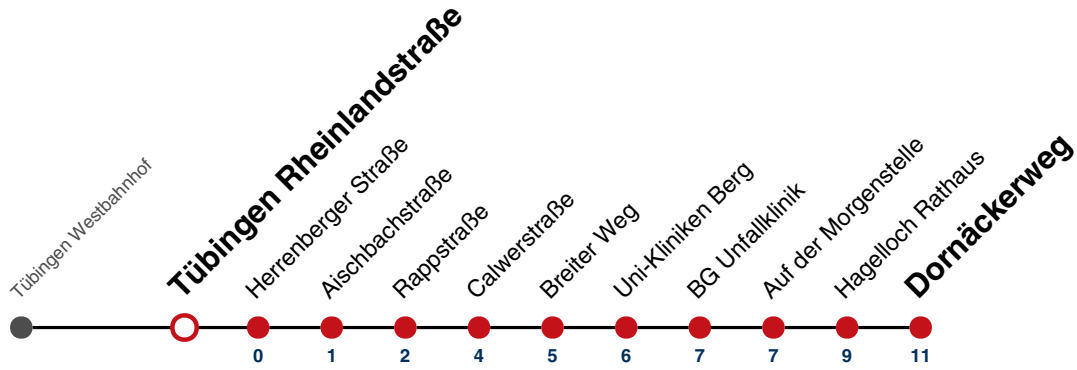 Tübingen Westbahnhof
Tübingen Rheinlandstraße
Herrenberger Straße
Aischbachstraße
Rappstraße
Calwerstraße
Breiter Weg
Uni-Kliniken Berg
BG Unfallklinik
Auf der Morgenstelle
Hagelloch Rathaus
Dornäckerweg
0 1 2 4 5 6 7 7 9 11